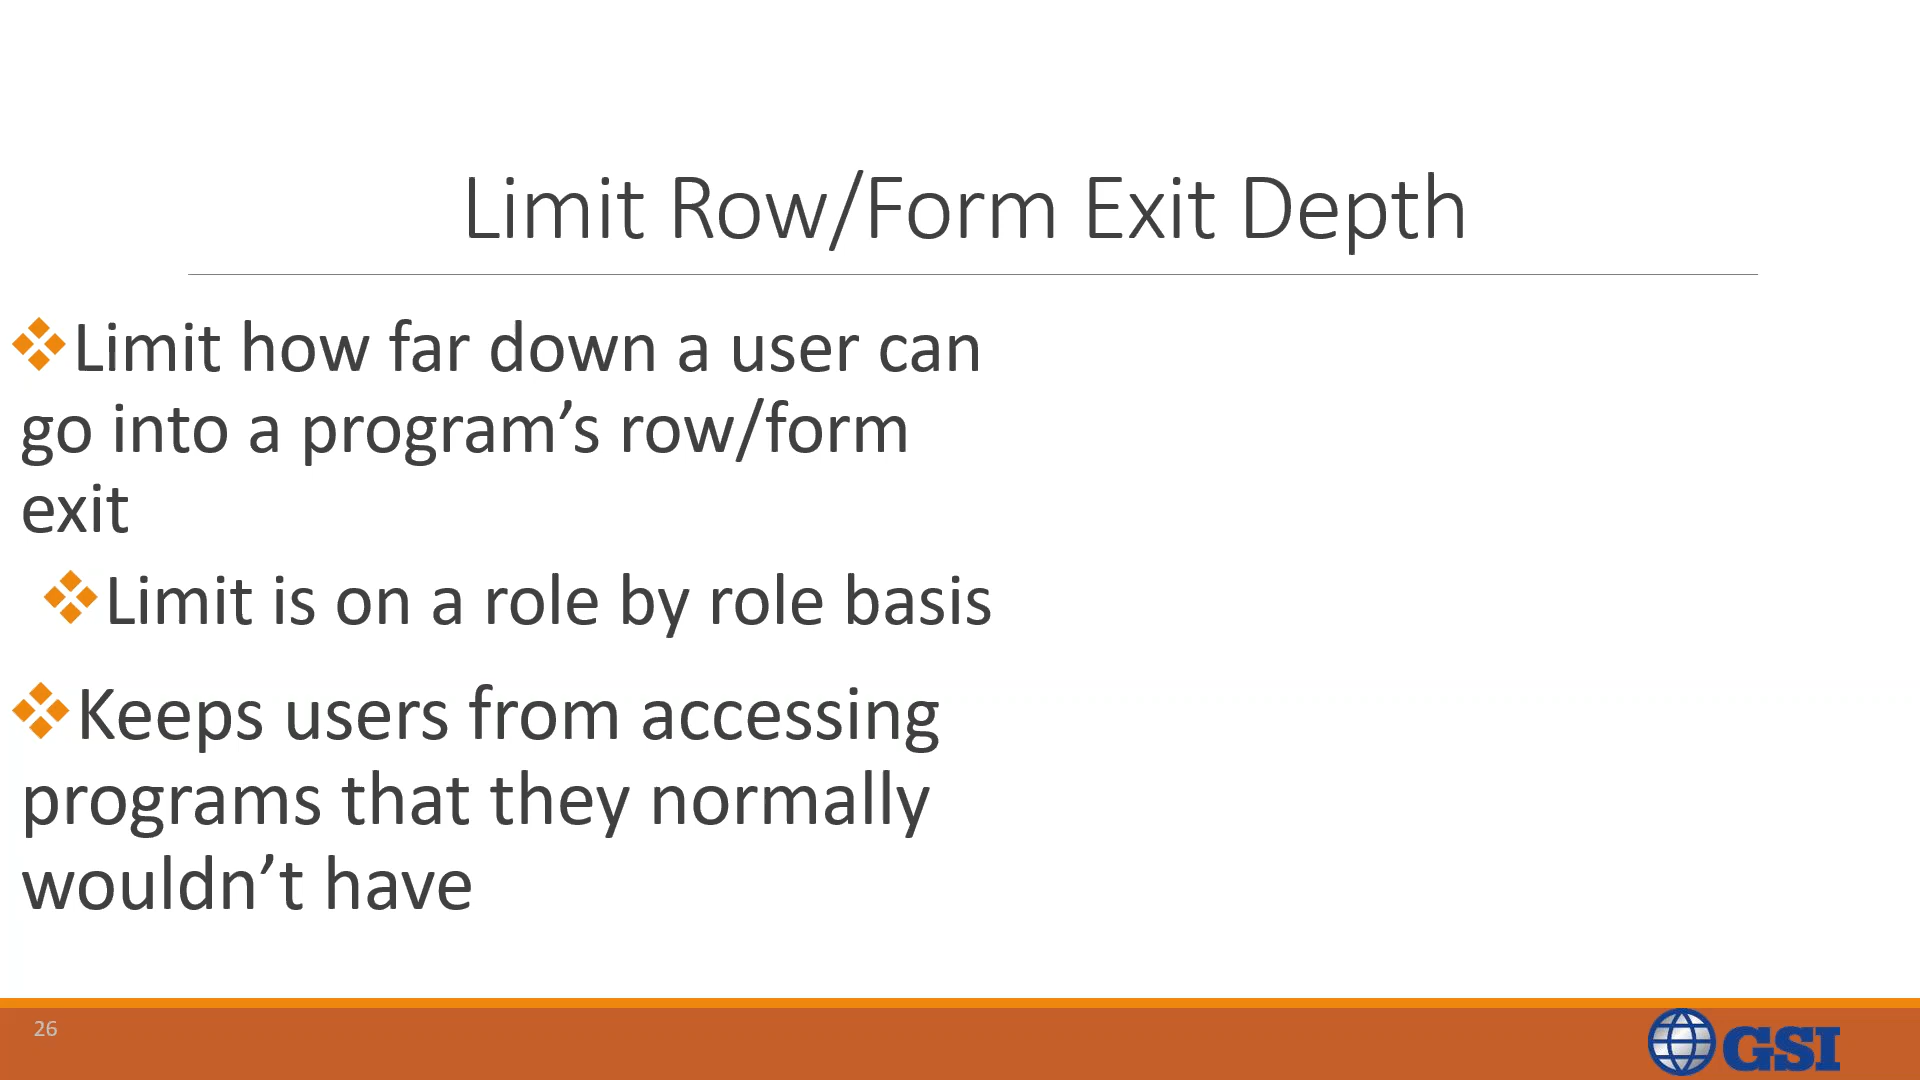 Limit Row/Form Exit Depth
❖Limit how far down a user can
go into a program’s row/form
exit
❖Limit is on a role by role basis
❖Keeps users from accessing
programs that they normally
wouldn’t have
26
GSI